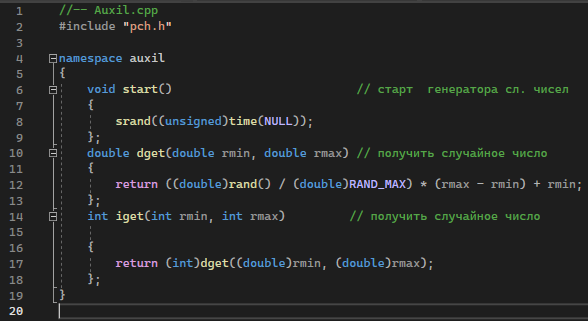 1 //-- Auxil.cpp
2 #include "pch.h"
3
4 namespace auxil
5 {
6 void start() // старт генератора сл. чисел
7 {
8 srand((unsigned)time(NULL));
9 };
10 double dget(double rmin, double rmax) // получить случайное число
11 {
12 return ((double)rand() / (double)RAND_MAX) * (rmax - rmin) + rmin;
13 };
14 int iget(int rmin, int rmax) // получить случайное число
15
16 {
17 return (int)dget((double)rmin, (double)rmax);
18 };
19 }
20